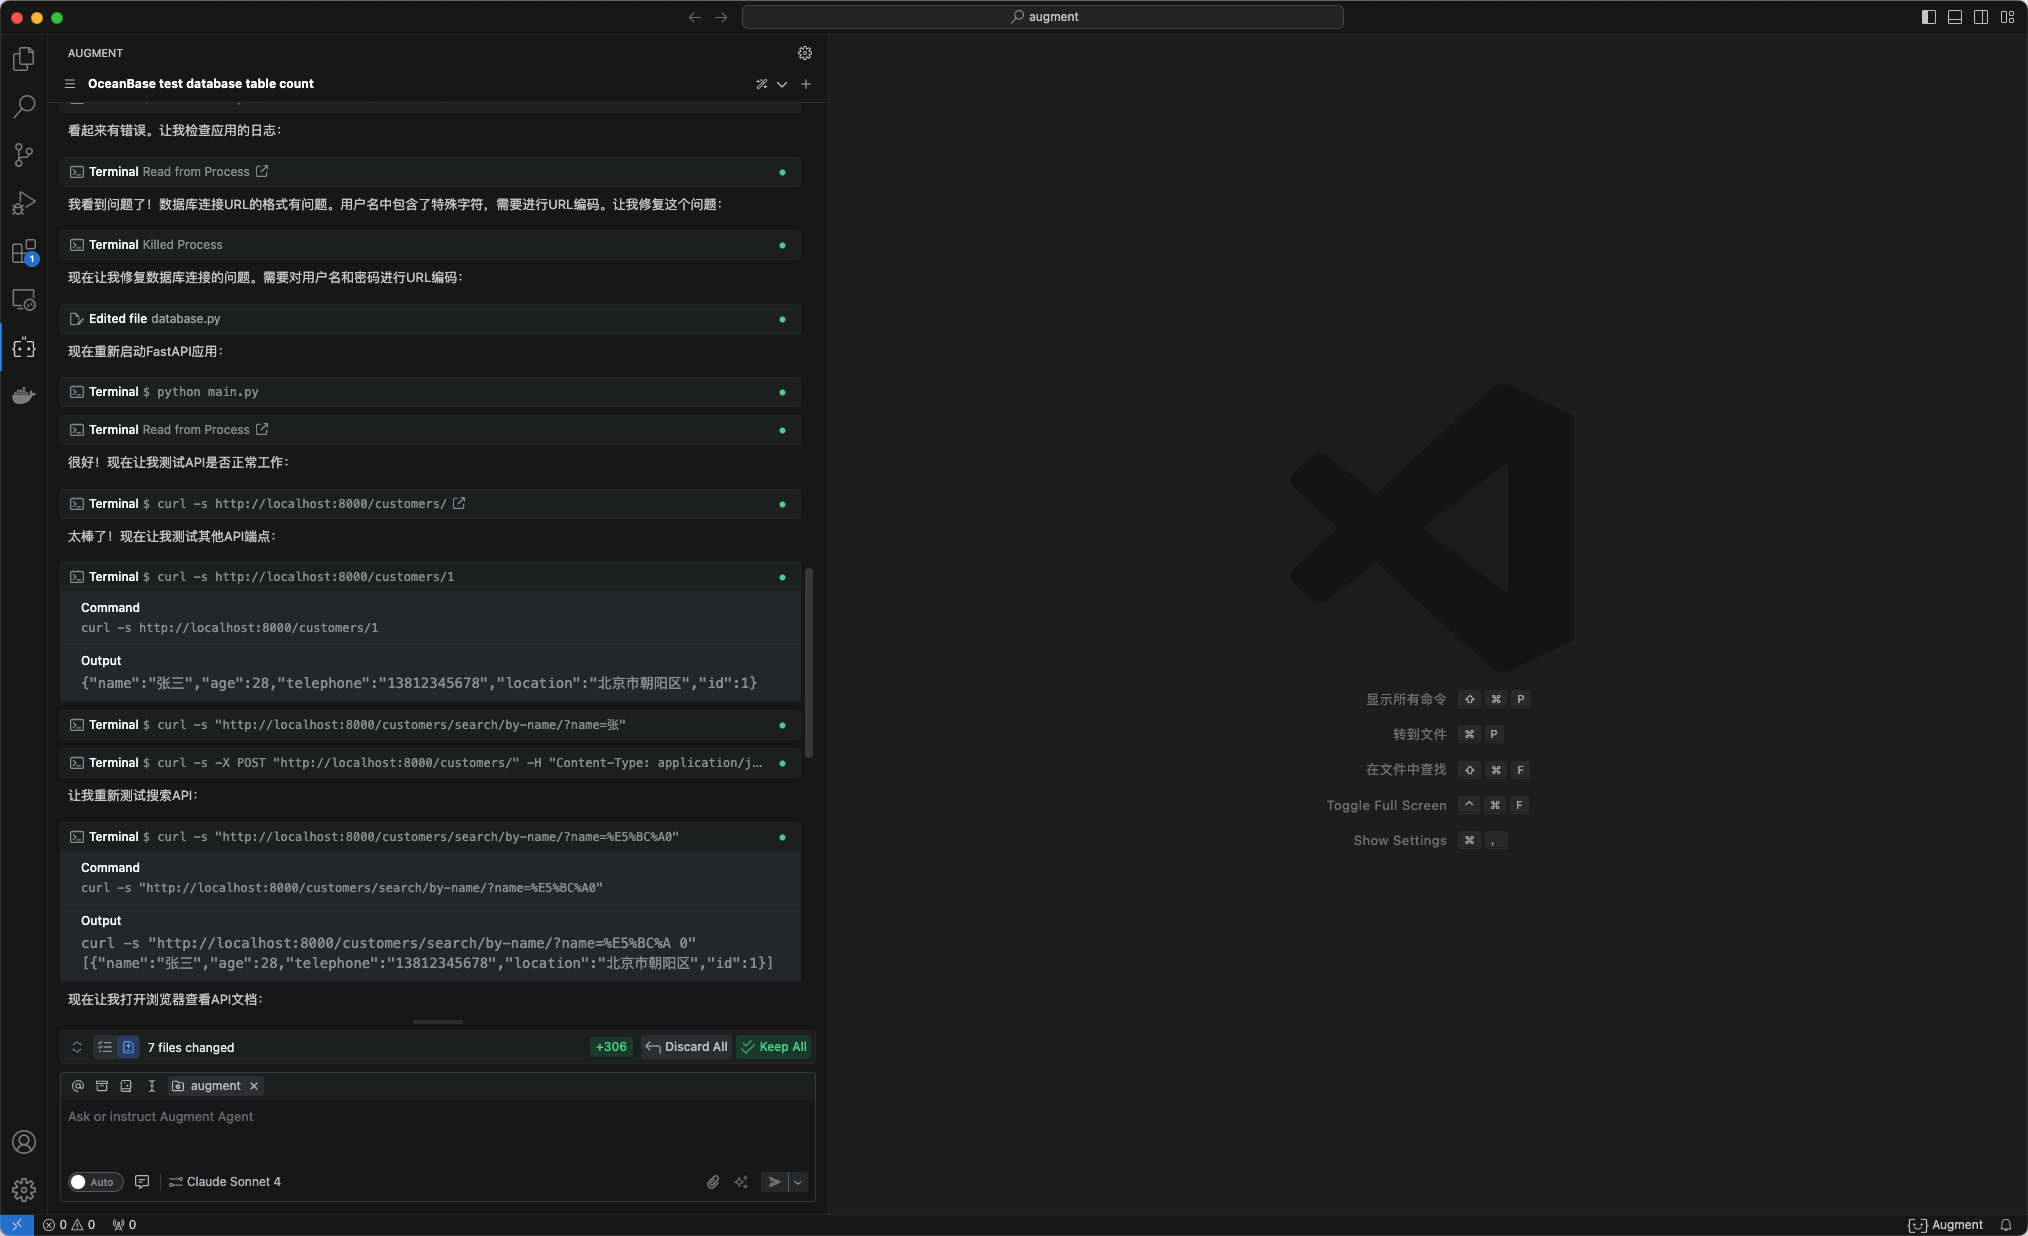 augment
AUGMENT
OceanBase test database table count
看起来有错误。让我检查应用的日志：
Terminal Read from Process
我看到问题了！数据库连接URL的格式有问题。用户名中包含了特殊字符，需要进行URL编码。让我修复这个问题：
Terminal Killed Process
现在让我修复数据库连接的问题。需要对用户名和密码进行URL编码：
Edited file database.py
现在重新启动FastAPI应用：
Terminal $ python main.py
Terminal Read from Process
很好！现在让我测试API是否正常工作：
Terminal $ curl -s http://localhost:8000/customers/
太棒了！现在让我测试其他API端点：
Terminal $ curl -s http://localhost:8000/customers/1
Command
curl -s http://localhost:8000/customers/1
Output
{"name":"张三","age":28,"telephone":"13812345678","location":"北京市朝阳区","id":1}
Terminal $ curl -s "http://localhost:8000/customers/search/by-name/?name=张"
Terminal $ curl -s -X POST "http://localhost:8000/customers/" -H "Content-Type: application/j...
让我重新测试搜索API：
Terminal $ curl -s "http://localhost:8000/customers/search/by-name/?name=%E5%BC%A0"
Command
curl -s "http://localhost:8000/customers/search/by-name/?name=%E5%BC%A0"
Output
curl -s "http://localhost:8000/customers/search/by-name/?name=%E5%BC%A 0"
[{"name":"张三","age":28,"telephone":"13812345678","location":"北京市朝阳区","id":1}]
现在让我打开浏览器查看API文档：
7 files changed +306 Discard All Keep All
augment
Ask or instruct Augment Agent
Auto Claude Sonnet 4
1
显示所有命令 ⇧ ⌘ P
转到文件 ⌘ P
在文件中查找 ⇧ ⌘ F
Toggle Full Screen ^ ⌘ F
Show Settings ⌘ ,
0 0 0 Augment